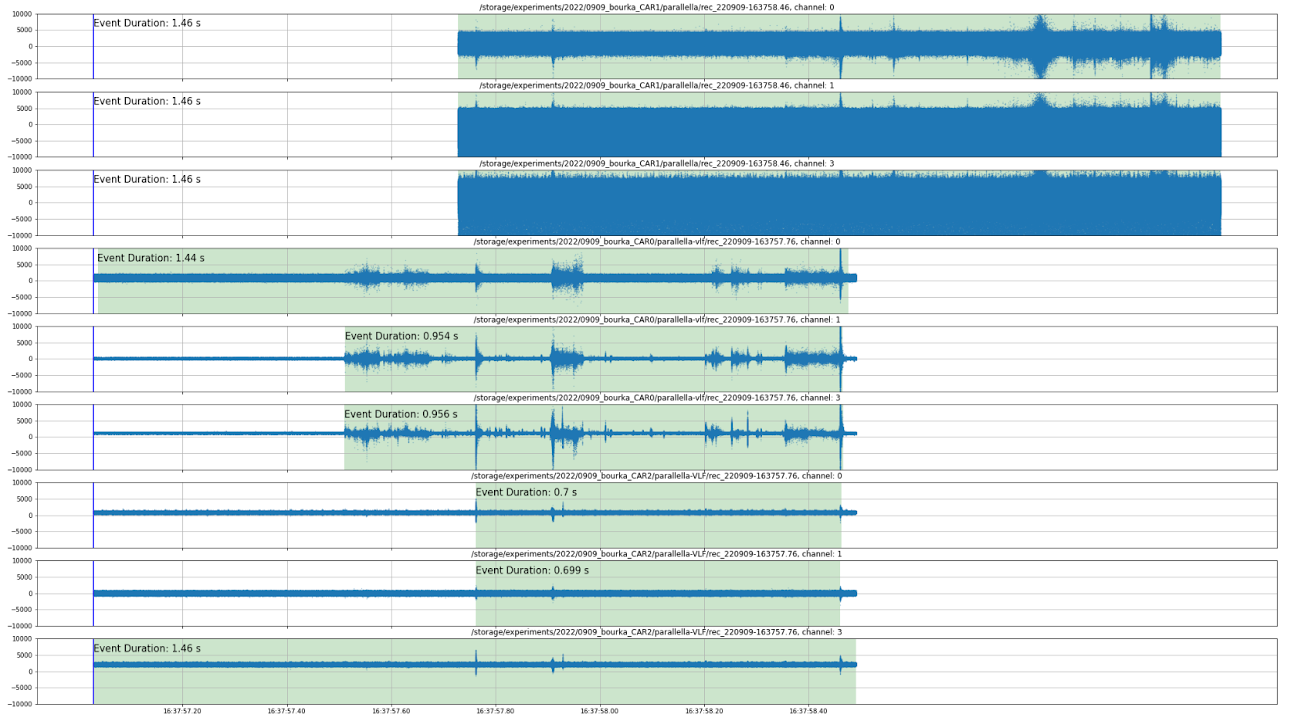 /storage/experiments/2022/0909_bourka_CAR1/parallella/rec_220909-163758.46, channel: 0
10000
5000
0
−5000
−10000
Event Duration: 1.46 s
/storage/experiments/2022/0909_bourka_CAR1/parallella/rec_220909-163758.46, channel: 1
10000
5000
0
−5000
−10000
Event Duration: 1.46 s
/storage/experiments/2022/0909_bourka_CAR1/parallella/rec_220909-163758.46, channel: 3
10000
5000
0
−5000
−10000
Event Duration: 1.46 s
/storage/experiments/2022/0909_bourka_CAR0/parallella-vlf/rec_220909-163757.76, channel: 0
10000
5000
0
−5000
−10000
Event Duration: 1.44 s
/storage/experiments/2022/0909_bourka_CAR0/parallella-vlf/rec_220909-163757.76, channel: 1
10000
5000
0
−5000
−10000
Event Duration: 0.954 s
/storage/experiments/2022/0909_bourka_CAR0/parallella-vlf/rec_220909-163757.76, channel: 3
10000
5000
0
−5000
−10000
Event Duration: 0.956 s
/storage/experiments/2022/0909_bourka_CAR2/parallella-VLF/rec_220909-163757.76, channel: 0
10000
5000
0
−5000
−10000
Event Duration: 0.7 s
/storage/experiments/2022/0909_bourka_CAR2/parallella-VLF/rec_220909-163757.76, channel: 1
10000
5000
0
−5000
−10000
Event Duration: 0.699 s
/storage/experiments/2022/0909_bourka_CAR2/parallella-VLF/rec_220909-163757.76, channel: 3
10000
5000
0
−5000
−10000
Event Duration: 1.46 s
16:37:57.20 16:37:57.40 16:37:57.60 16:37:57.80 16:37:58.00 16:37:58.20 16:37:58.40